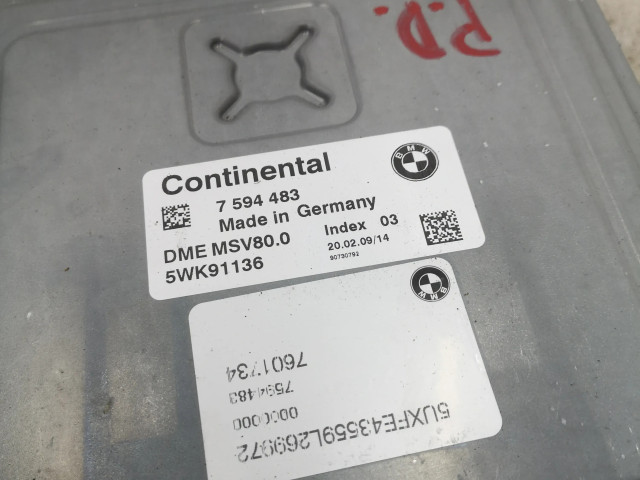 P.D.
Continental
BMW
7 594 483
Made in Germany
DME MSV80.0
Index 03
5WK91136
20.02.09/14
90730792
BMW
5UXFE43559L269972
0000000
7594483
7601734